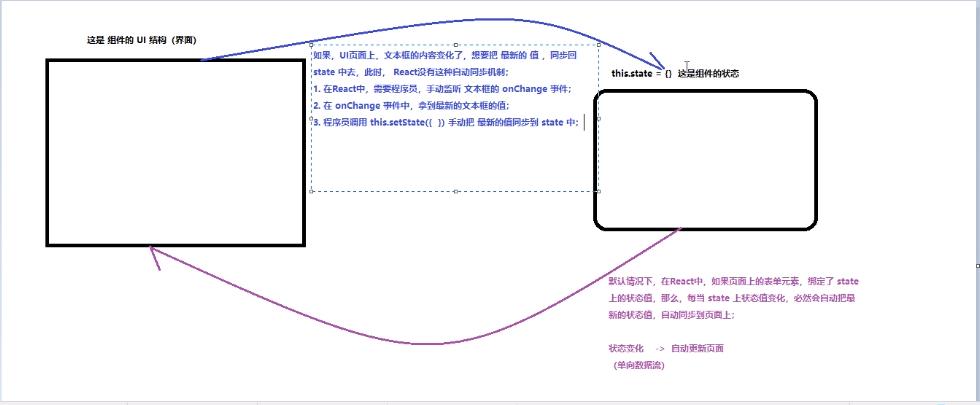 这是 组件的 UI 结构（界面）
如果，UI页面上，文本框的内容变化了，想要把 最新的 值 ，同步回
state 中去，此时， React没有这种自动同步机制；
1. 在React中，需要程序员，手动监听 文本框的 onChange 事件；
2. 在 onChange 事件中，拿到最新的文本框的值；
3. 程序员调用 this.setState({ }) 手动把 最新的值同步到 state 中；
this.state = {} 这是组件的状态
默认情况下，在React中，如果页面上的表单元素，绑定了 state
上的状态值，那么，每当 state 上状态值变化，必然会自动把最
新的状态值，自动同步到页面上；
状态变化 -> 自动更新页面
（单向数据流）